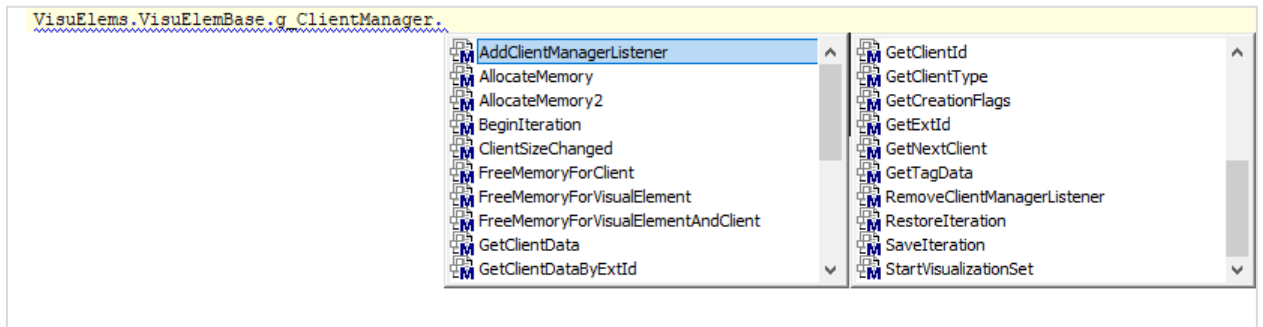 VisuElems.VisuElemBase.g_ClientManager.
AddClientManagerListener
AllocateMemory
AllocateMemory2
BeginIteration
ClientSizeChanged
FreeMemoryForClient
FreeMemoryForVisualElement
FreeMemoryForVisualElementAndClient
GetClientData
GetClientDataByExtId
GetClientId
GetClientType
GetCreationFlags
GetExtId
GetNextClient
GetTagData
RemoveClientManagerListener
RestoreIteration
SaveIteration
StartVisualizationSet